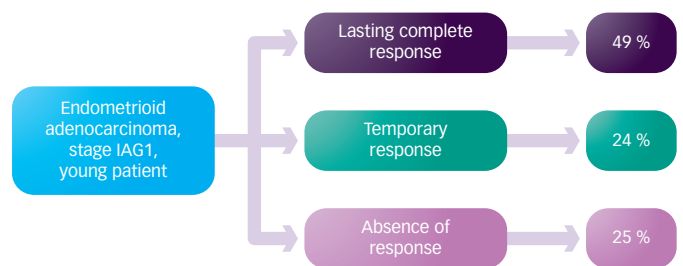 Endometrioid
adenocarcinoma,
stage IAG1,
young patient
Lasting complete
response
49 %
Temporary
response
24 %
Absence of
response
25 %